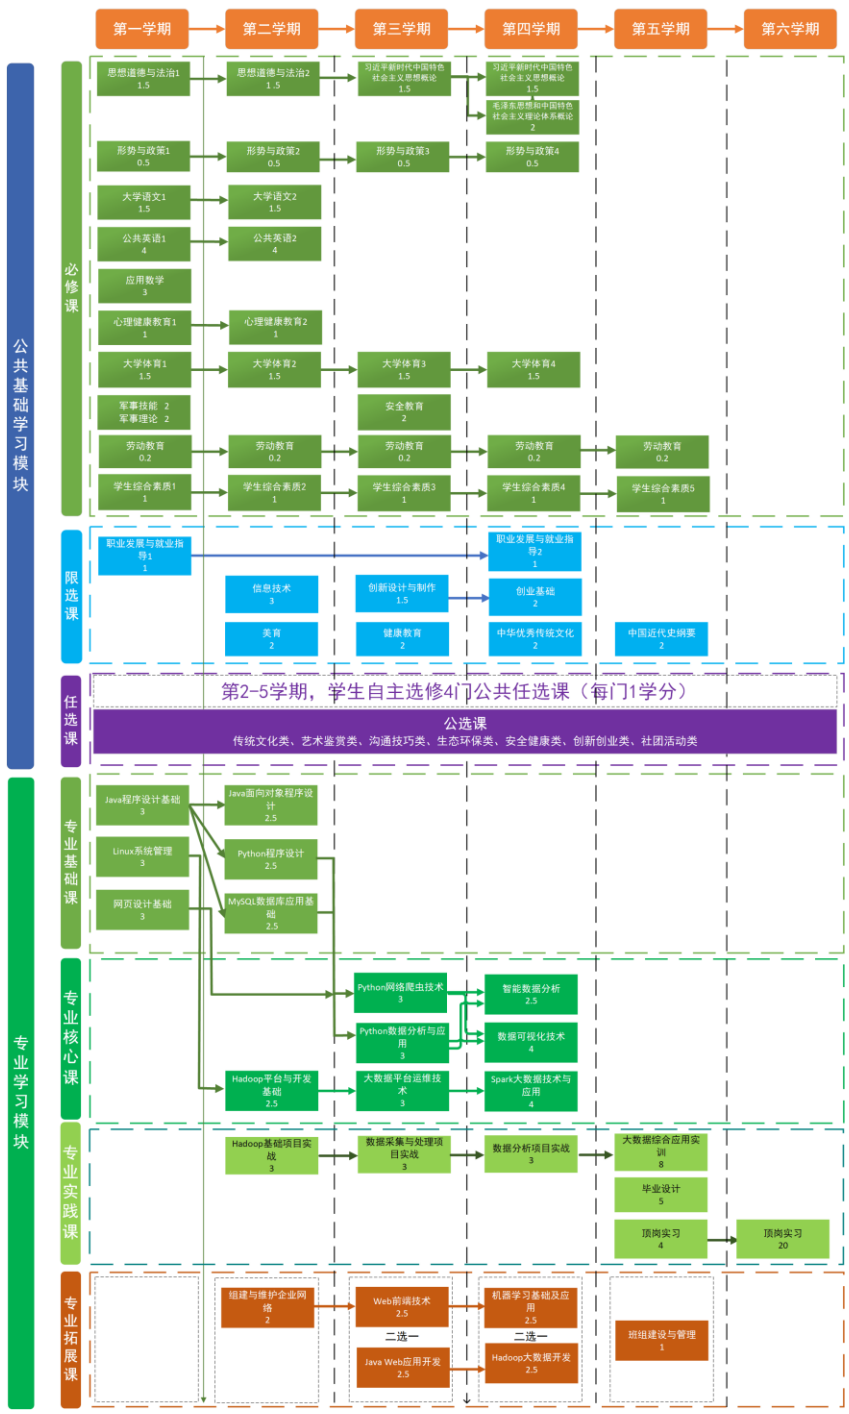 第一学期
第二学期
第三学期
第四学期
第五学期
第六学期
公共基础学习模块
必修课
思想道德与法治1
1.5
思想道德与法治2
1.5
习近平新时代中国特色
社会主义思想概论
1.5
习近平新时代中国特色
社会主义思想概论
1.5
毛泽东思想和中国特色
社会主义理论体系概论
2
形势与政策1
0.5
形势与政策2
0.5
形势与政策3
0.5
形势与政策4
0.5
大学语文1
1.5
大学语文2
1.5
公共英语1
4
公共英语2
4
应用数学
3
心理健康教育1
1
心理健康教育2
1
大学体育1
1.5
大学体育2
1.5
大学体育3
1.5
大学体育4
1.5
军事技能 2
军事理论 2
安全教育
2
劳动教育
0.2
劳动教育
0.2
劳动教育
0.2
劳动教育
0.2
劳动教育
0.2
学生综合素质1
1
学生综合素质2
1
学生综合素质3
1
学生综合素质4
1
学生综合素质5
1
限选课
职业发展与就业指
导1
1
职业发展与就业指
导2
1
信息技术
3
创新设计与制作
1.5
创业基础
2
美育
2
健康教育
2
中华优秀传统文化
2
中国近代史纲要
2
任选课
第2-5学期，学生自主选修4门公共任选课（每门1学分）
公选课
传统文化类、艺术鉴赏类、沟通技巧类、生态环保类、安全健康类、创新创业类、社团活动类
专业学习模块
专业基础课
Java程序设计基础
3
Java面向对象程序设
计
2.5
Linux系统管理
3
Python程序设计
2.5
网页设计基础
3
MySQL数据库应用基
础
2.5
专业核心课
Python网络爬虫技术
3
智能数据分析
2.5
Python数据分析与应
用
3
数据可视化技术
4
Hadoop平台与开发
基础
2.5
大数据平台运维技
术
3
Spark大数据技术与
应用
4
专业实践课
Hadoop基础项目实
战
3
数据采集与处理项
目实战
3
数据分析项目实战
3
大数据综合应用实
训
8
毕业设计
5
顶岗实习
4
顶岗实习
20
专业拓展课
组建与维护企业网
络
2
Web前端技术
2.5
机器学习基础及应
用
2.5
二选一
二选一
Java Web应用开发
2.5
Hadoop大数据开发
2.5
班组建设与管理
1